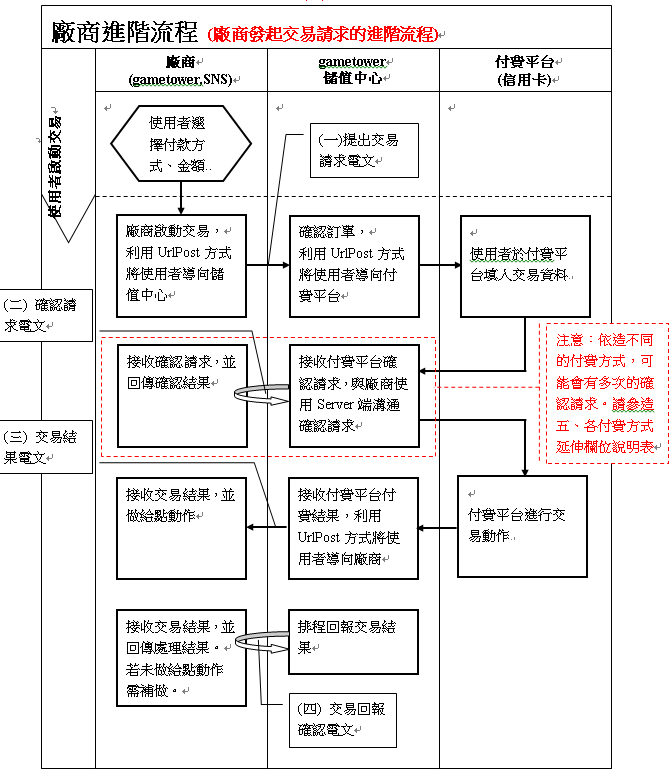 廠商進階流程 (廠商發起交易請求的進階流程)
廠商
(gametower,SNS)
gametower
儲值中心
付費平台
(信用卡)
使用者啟動交易
使用者選
擇付款方
式、金額..
(一)提出交易
請求電文
廠商啟動交易，
利用 UrlPost 方式
將使用者導向儲
值中心
確認訂單，
利用 UrlPost 方式
將使用者導向付
費平台
使用者於付費平
台填入交易資料..
(二) 確認請
求電文
接收確認請求，並
回傳確認結果
接收付費平台確
認請求，與廠商使
用 Server 端溝通
確認請求
注意：依造不同
的付費方式，可
能會有多次的確
認請求。請參造
五、各付費方式
延伸欄位說明表
(三) 交易結
果電文
接收交易結果，並
做給點動作
接收付費平台付
費結果，利用
UrlPost 方式將使
用者導向廠商
付費平台進行交
易動作..
接收交易結果，並
回傳處理結果。
若未做給點動作
需補做。
排程回報交易結
果
(四) 交易回報
確認電文